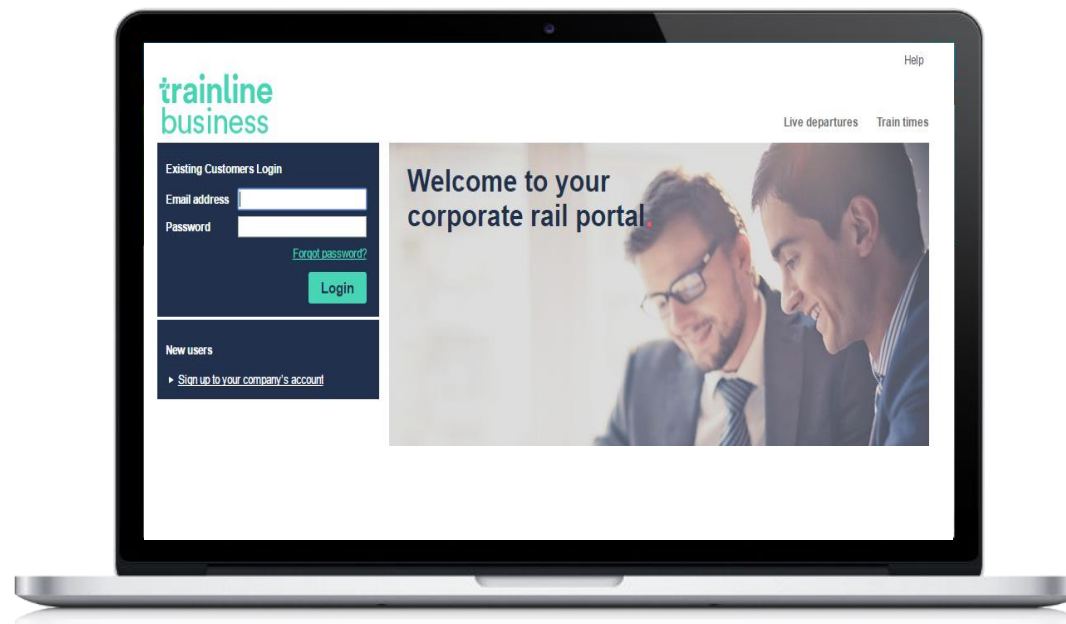 Help
trainline
business
Live departures Train times
Existing Customers Login
Email address
Password
Forgot password?
Login
New users
Sign up to your company's account
Welcome to your
corporate rail portal.